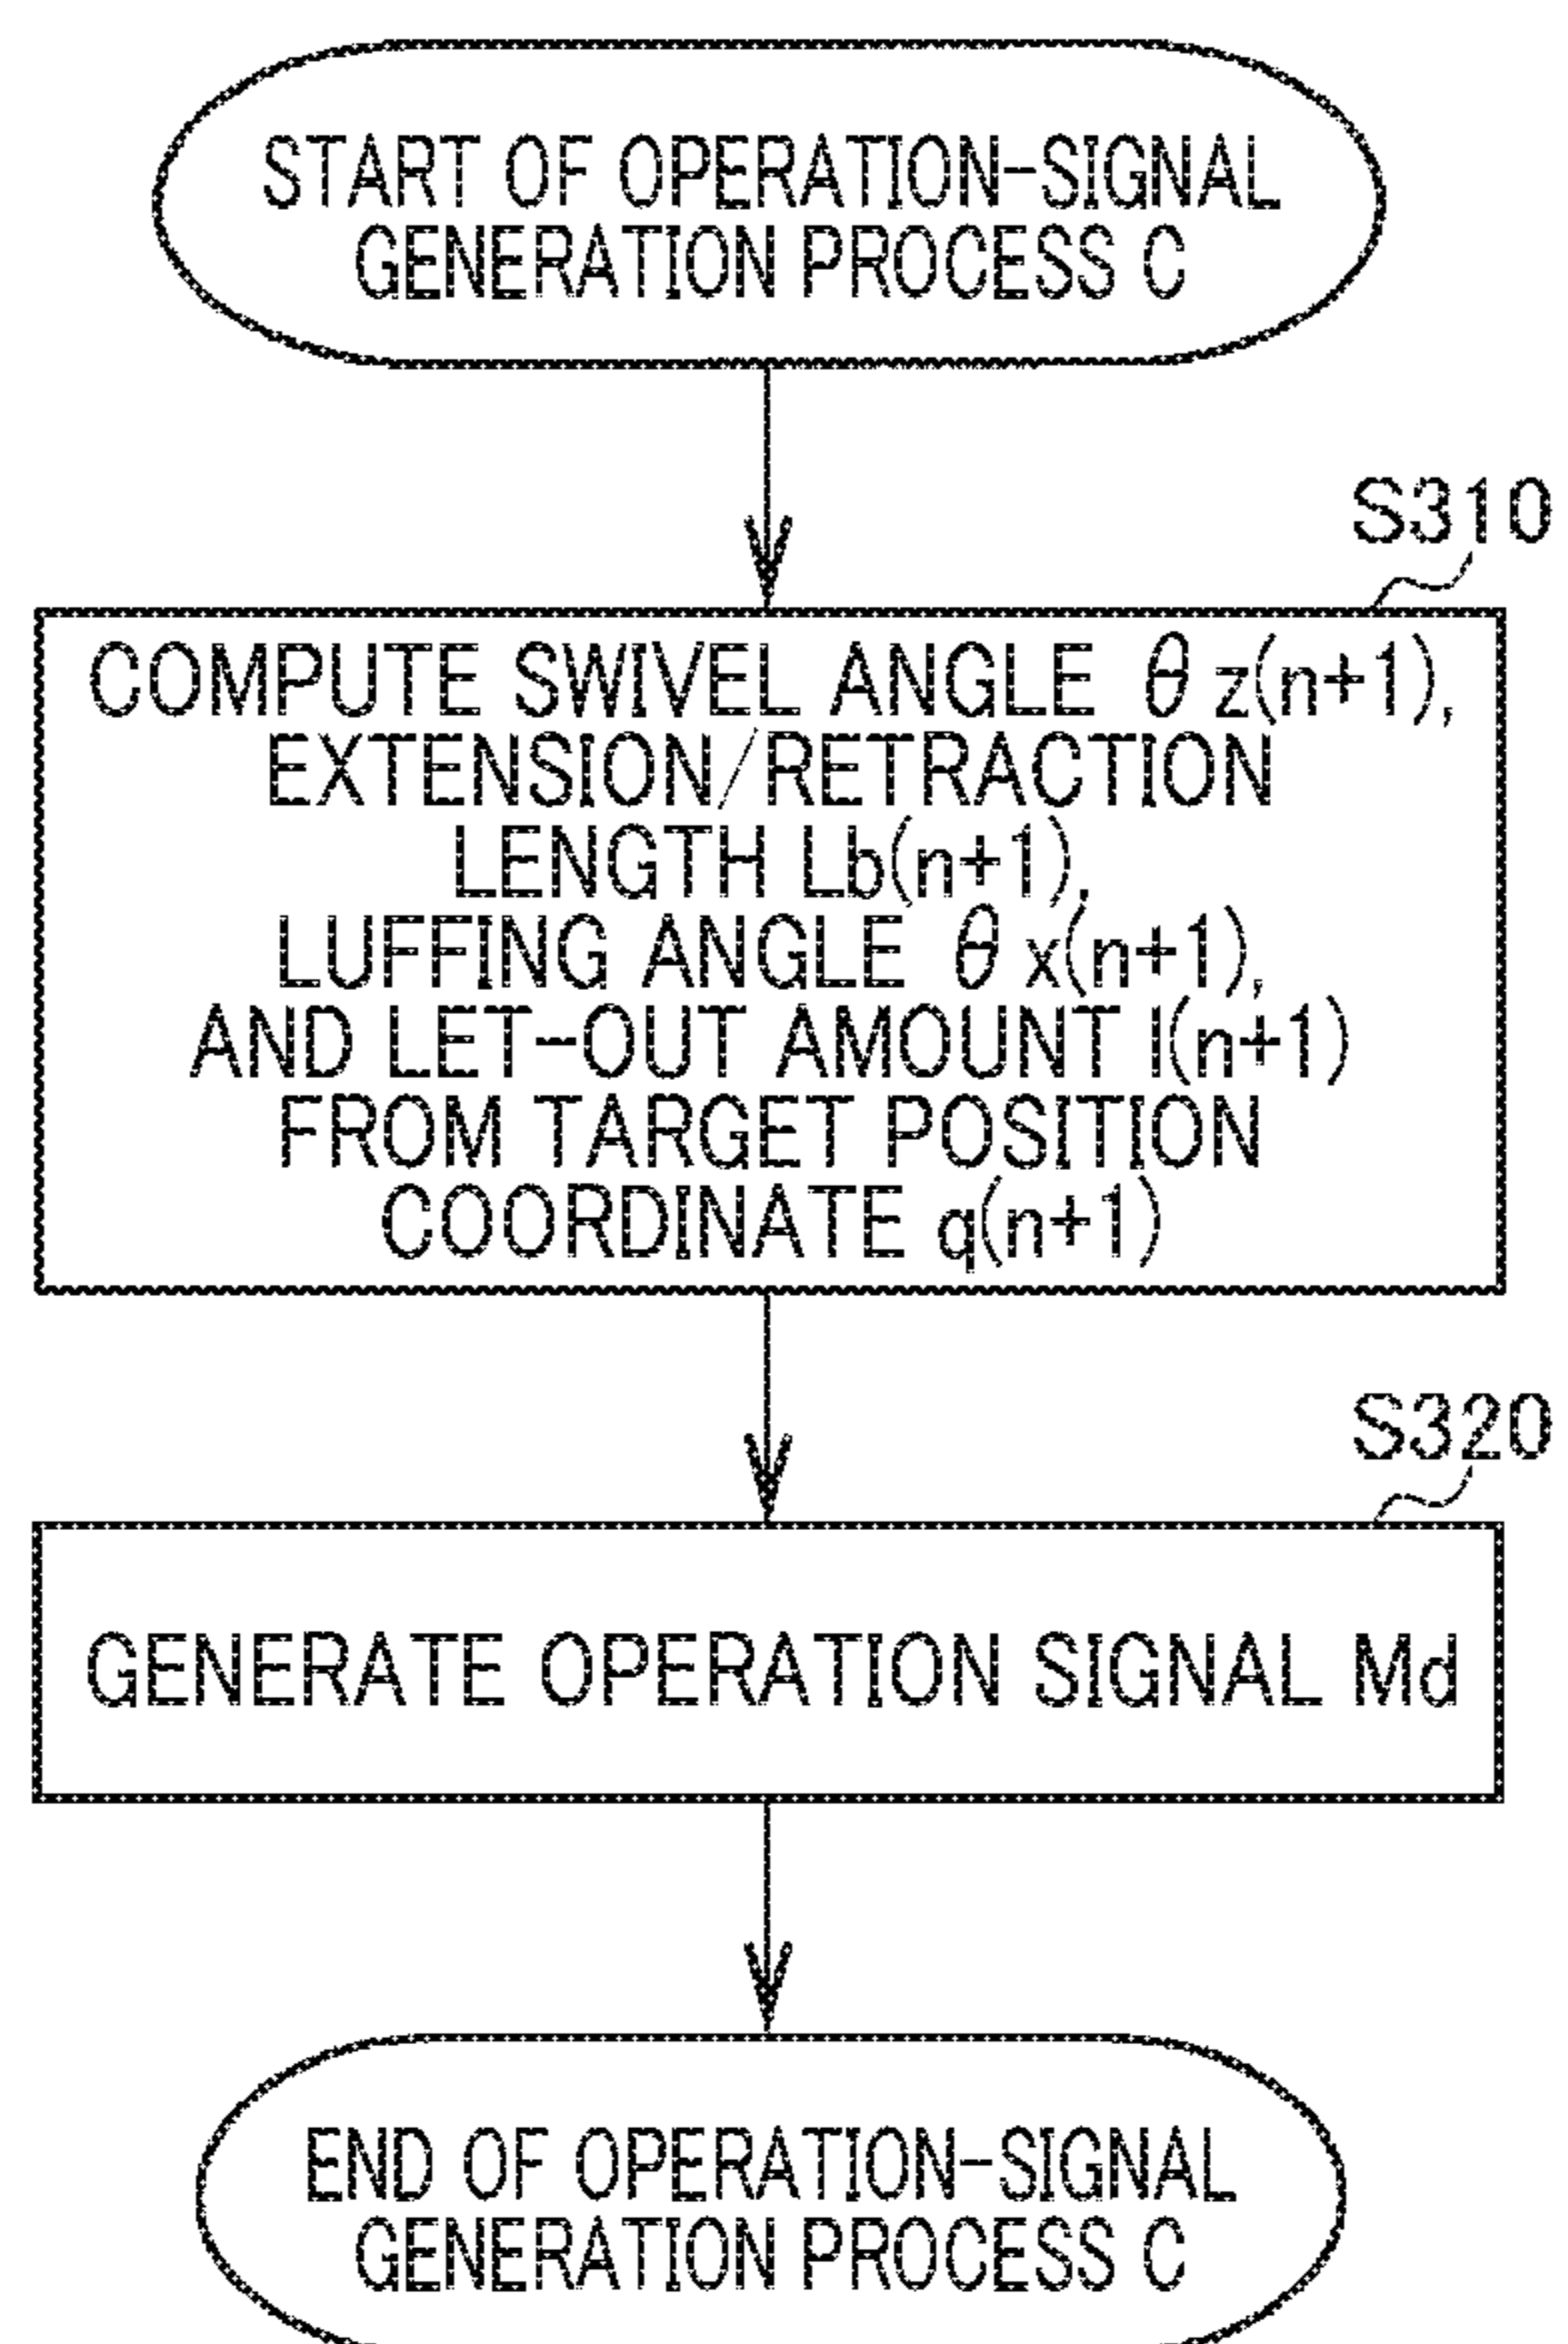 START OF OPERATION-SIGNAL
GENERATION PROCESS C
S310
COMPUTE SWIVEL ANGLE θ z(n+1),
EXTENSION/RETRACTION
LENGTH Lb(n+1),
LUFFING ANGLE θ x(n+1),
AND LET-OUT AMOUNT l(n+1)
FROM TARGET POSITION
COORDINATE q(n+1)
S320
GENERATE OPERATION SIGNAL Md
END OF OPERATION-SIGNAL
GENERATION PROCESS C